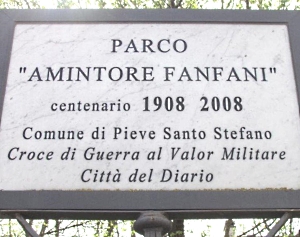 PARCO
"AMINTORE FANFANI"
centenario 1908 2008
Comune di Pieve Santo Stefano
Croce di Guerra al Valor Militare
Città del Diario